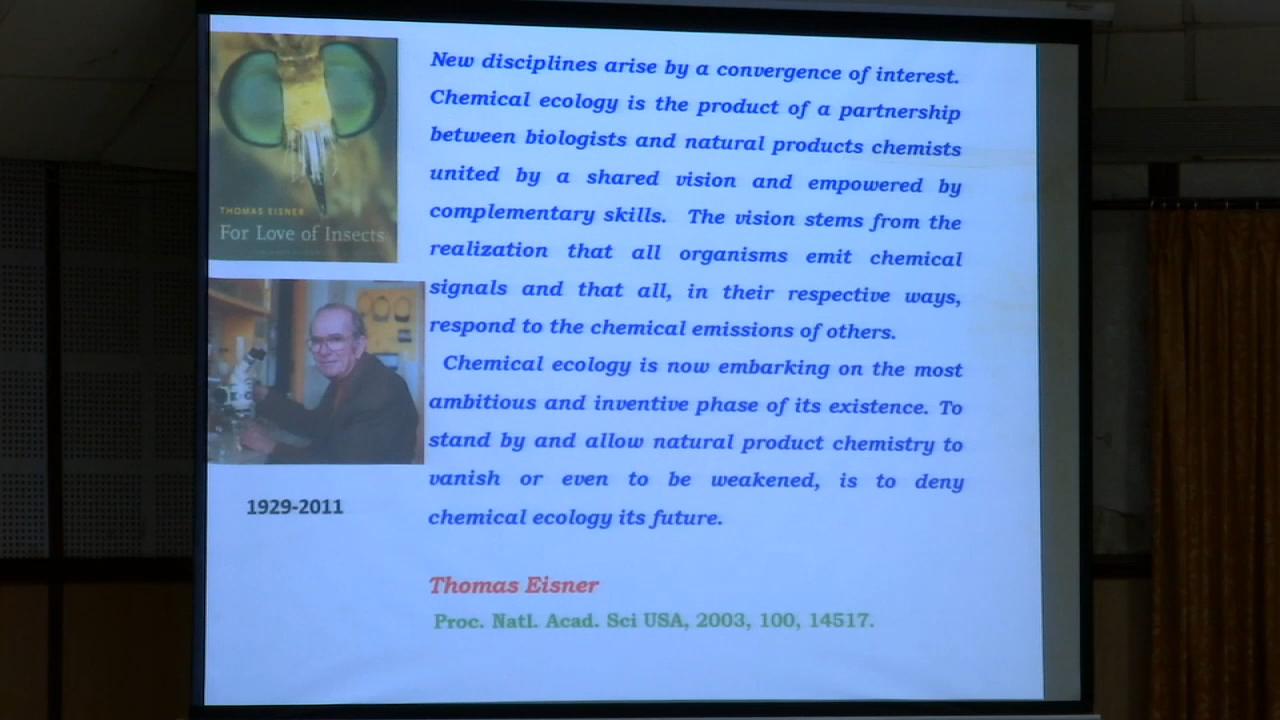 THOMAS EISNER
For Love of Insects
1929-2011
New disciplines arise by a convergence of interest.
Chemical ecology is the product of a partnership
between biologists and natural products chemists
united by a shared vision and empowered by
complementary skills. The vision stems from the
realization that all organisms emit chemical
signals and that all, in their respective ways,
respond to the chemical emissions of others.
Chemical ecology is now embarking on the most
ambitious and inventive phase of its existence. To
stand by and allow natural product chemistry to
vanish or even to be weakened, is to deny
chemical ecology its future.
Thomas Eisner
Proc. Natl. Acad. Sci USA, 2003, 100, 14517.